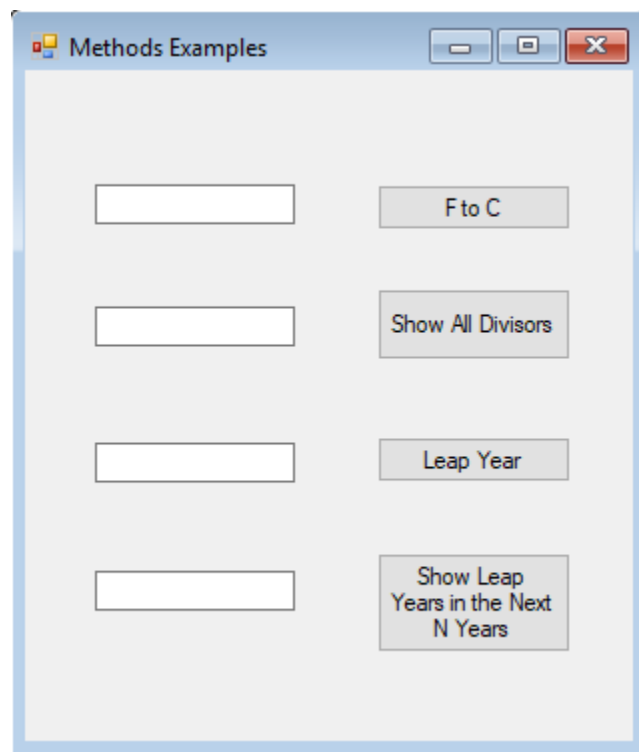 Methods Examples
F to C
Show All Divisors
Leap Year
Show Leap
Years in the Next
N Years